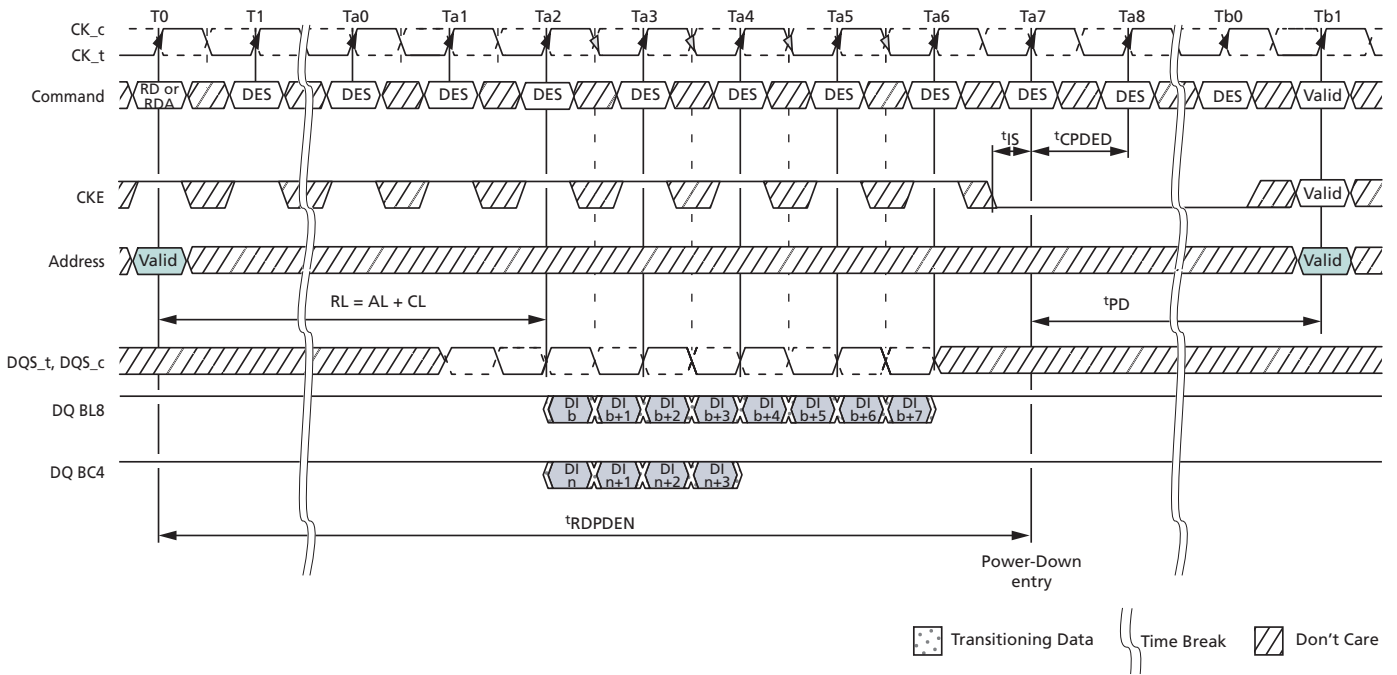 T0 T1 Ta0 Ta1 Ta2 Ta3 Ta4 Ta5 Ta6 Ta7 Ta8 Tb0 Tb1
CK_c
CK_t
Command RD or RDA DES DES DES DES DES DES DES DES DES DES DES Valid
tIS tCPDED
CKE Valid
Address Valid Valid
RL = AL + CL
tPD
DQS_t, DQS_c
DQ BL8 DI b DI b+1 DI b+2 DI b+3 DI b+4 DI b+5 DI b+6 DI b+7
DQ BC4 DI n DI n+1 DI n+2 DI n+3
tRDPDEN
Power-Down
entry
Transitioning Data Time Break Don't Care